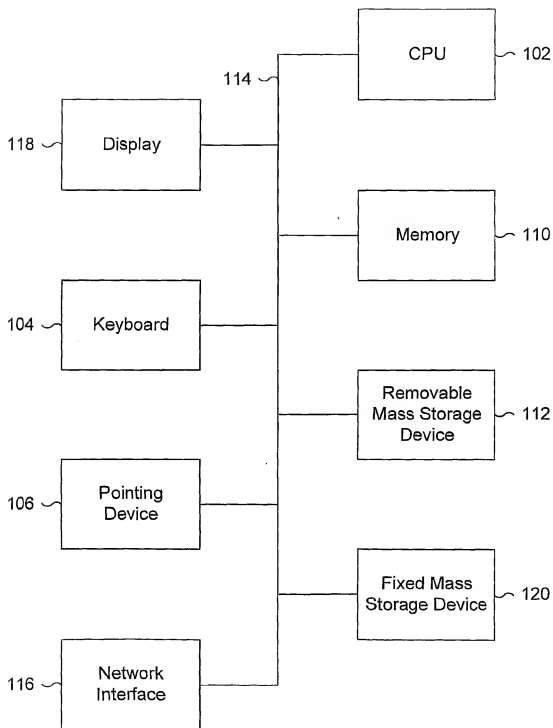 CPU
102
114
118
Display
Memory
110
104
Keyboard
Removable
Mass Storage
Device
112
106
Pointing
Device
Fixed Mass
Storage Device
120
116
Network
Interface